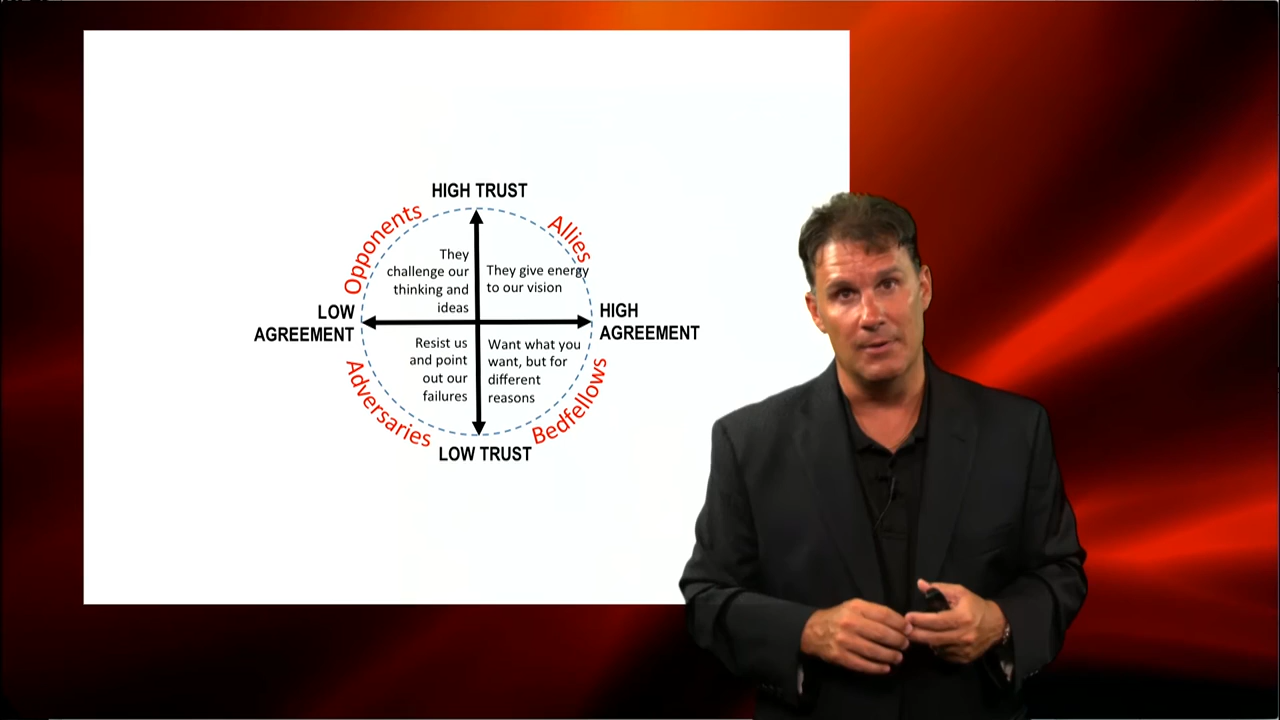 HIGH TRUST
Opponents
Allies
They
challenge our
thinking and
ideas
They give energy
to our vision
LOW
AGREEMENT
HIGH
AGREEMENT
Resist us
and point
out our
failures
Want what you
want, but for
different
reasons
Adversaries
Bedfellows
LOW TRUST